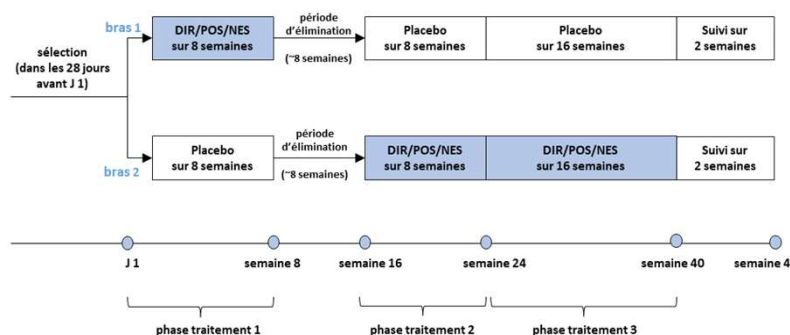 bras 1
sélection
(dans les 28 jours
avant J 1)
DIR/POS/NES
sur 8 semaines
période
d'élimination
(~8 semaines)
Placebo
sur 8 semaines
Placebo
sur 16 semaines
Suivi sur
2 semaines
bras 2
Placebo
sur 8 semaines
période
d'élimination
(~8 semaines)
DIR/POS/NES
sur 8 semaines
DIR/POS/NES
sur 16 semaines
Suivi sur
2 semaines
J 1
semaine 8
semaine 16
semaine 24
semaine 40
semaine 4
phase traitement 1
phase traitement 2
phase traitement 3